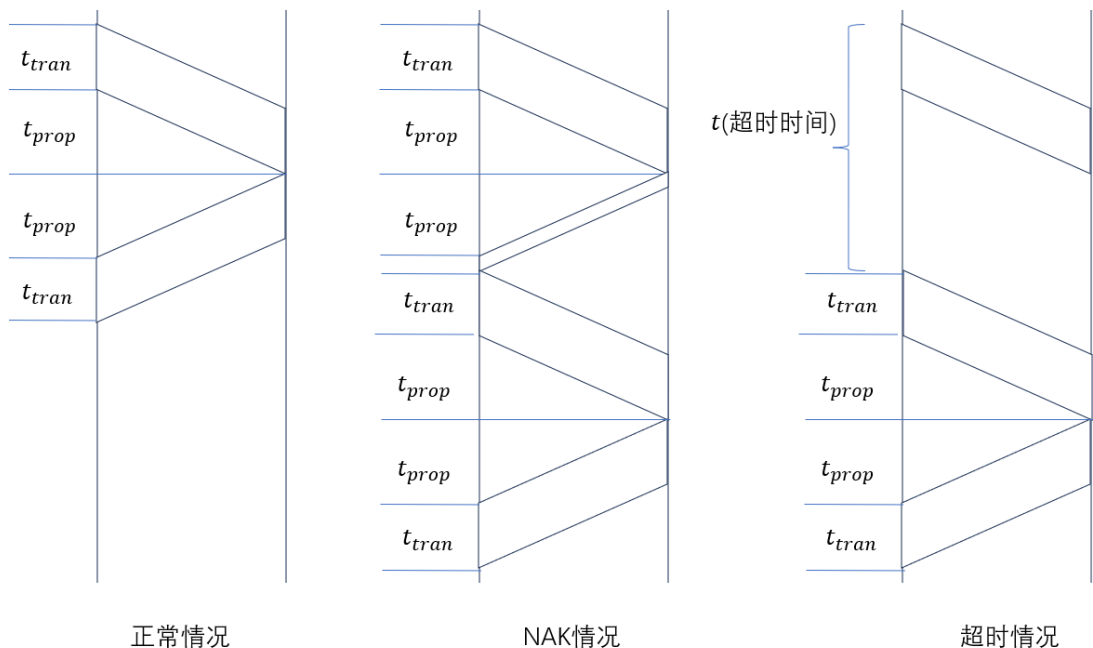 t_tran
t_prop
t_prop
t_tran
正常情况
t_tran
t_prop
t_prop
t_tran
t_prop
t_prop
t_tran
NAK情况
t(超时时间)
t_tran
t_prop
t_prop
t_tran
超时情况